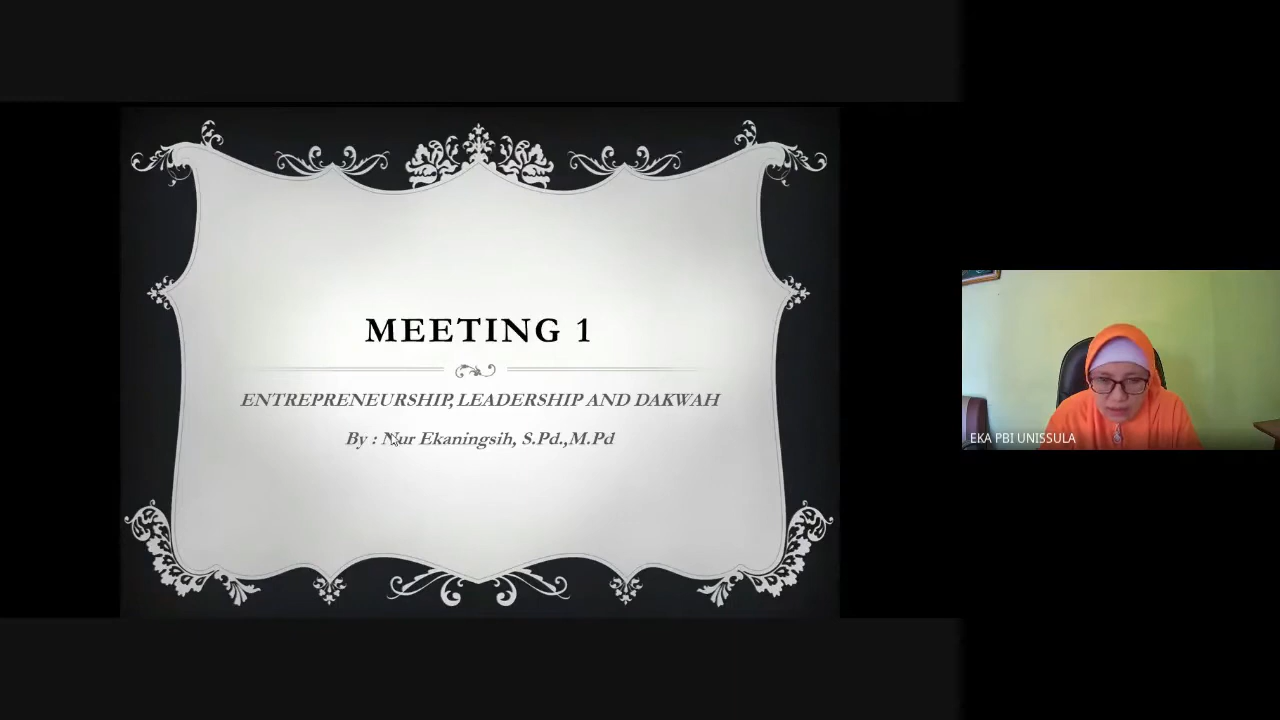 MEETING 1
ENTREPRENEURSHIP, LEADERSHIP AND DAKWAH
By : Nur Ekaningsih, S.Pd.,M.Pd
EKA PBI UNISSULA